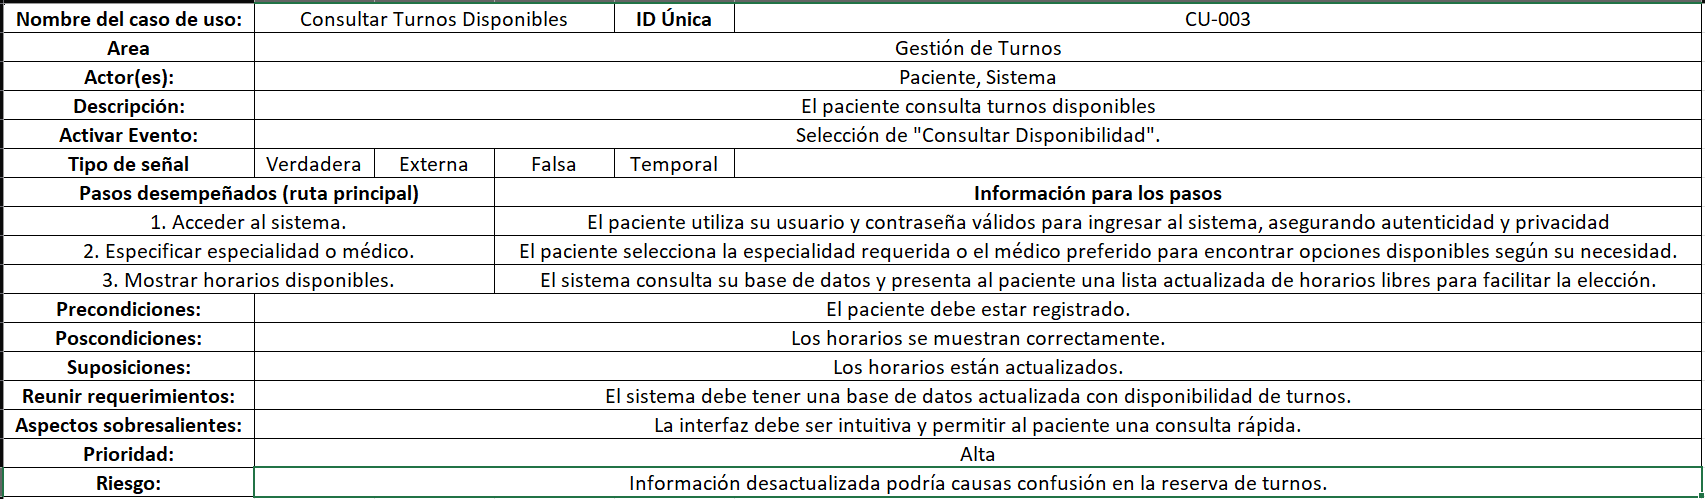 Nombre del caso de uso: Consultar Turnos Disponibles ID Única CU-003
Area Gestión de Turnos
Actor(es): Paciente, Sistema
Descripción: El paciente consulta turnos disponibles
Activar Evento: Selección de "Consultar Disponibilidad".
Tipo de señal Verdadera Externa Falsa Temporal
Pasos desempeñados (ruta principal) Información para los pasos
1. Acceder al sistema. El paciente utiliza su usuario y contraseña válidos para ingresar al sistema, asegurando autenticidad y privacidad
2. Especificar especialidad o médico. El paciente selecciona la especialidad requerida o el médico preferido para encontrar opciones disponibles según su necesidad.
3. Mostrar horarios disponibles. El sistema consulta su base de datos y presenta al paciente una lista actualizada de horarios libres para facilitar la elección.
Precondiciones: El paciente debe estar registrado.
Poscondiciones: Los horarios se muestran correctamente.
Suposiciones: Los horarios están actualizados.
Reunir requerimientos: El sistema debe tener una base de datos actualizada con disponibilidad de turnos.
Aspectos sobresalientes: La interfaz debe ser intuitiva y permitir al paciente una consulta rápida.
Prioridad: Alta
Riesgo: Información desactualizada podría causas confusión en la reserva de turnos.